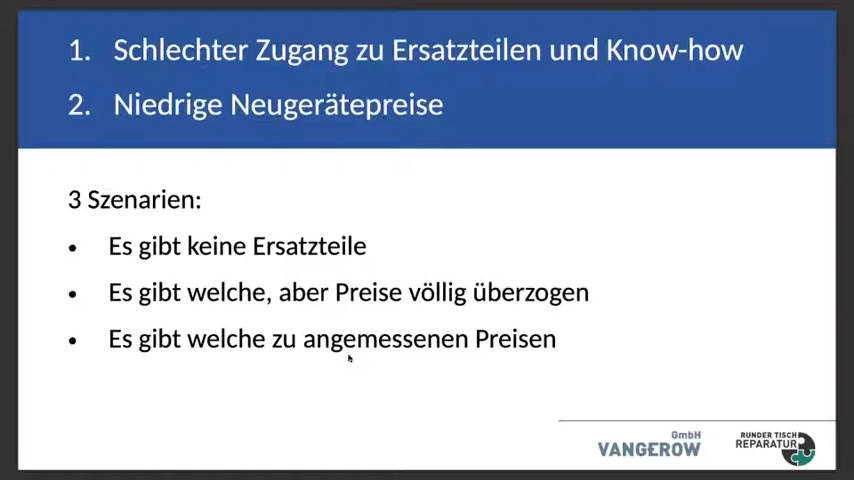 1. Schlechter Zugang zu Ersatzteilen und Know-how
2. Niedrige Neugerätepreise
3 Szenarien:
• Es gibt keine Ersatzteile
• Es gibt welche, aber Preise völlig überzogen
• Es gibt welche zu angemessenen Preisen
GmbH
VANGEROW
RUNDER TISCH
REPARATUR